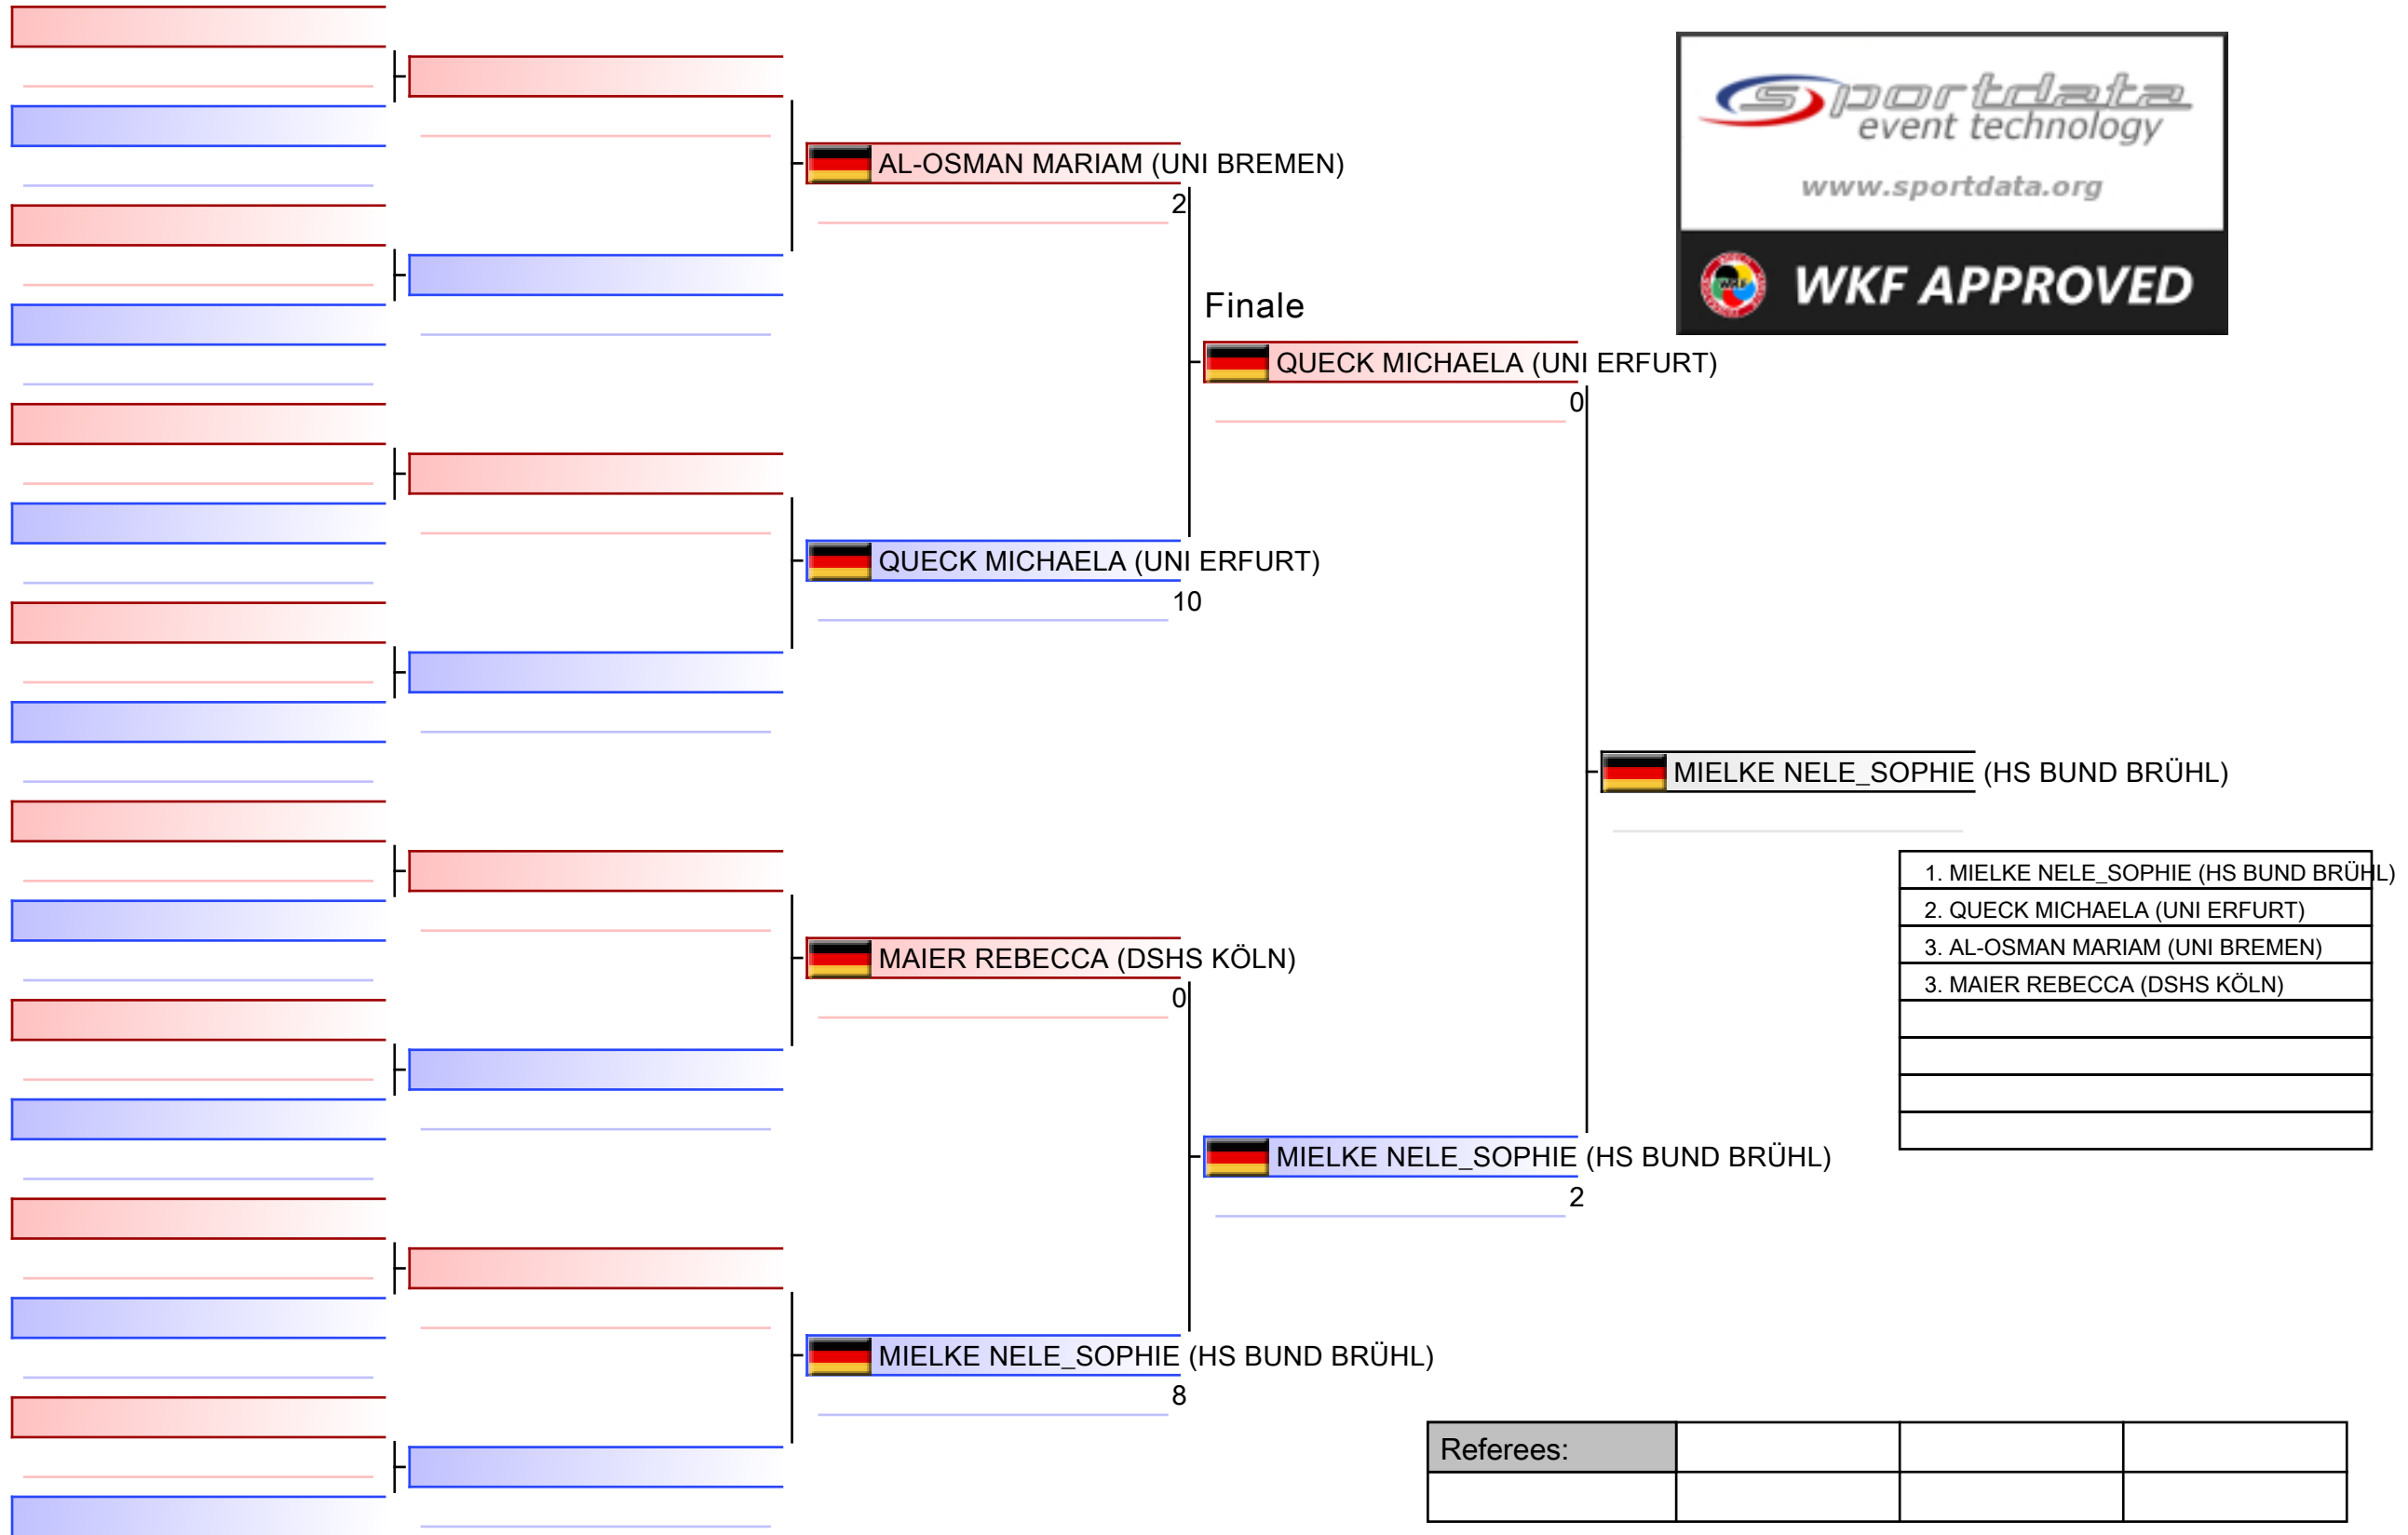 sportdata
event technology
www.sportdata.org
WKF
WKF APPROVED
AL-OSMAN MARIAM (UNI BREMEN)
2
Finale
QUECK MICHAELA (UNI ERFURT)
0
QUECK MICHAELA (UNI ERFURT)
10
MIELKE NELE_SOPHIE (HS BUND BRÜHL)
1. MIELKE NELE_SOPHIE (HS BUND BRÜHL)
2. QUECK MICHAELA (UNI ERFURT)
3. AL-OSMAN MARIAM (UNI BREMEN)
3. MAIER REBECCA (DSHS KÖLN)
MAIER REBECCA (DSHS KÖLN)
0
MIELKE NELE_SOPHIE (HS BUND BRÜHL)
2
MIELKE NELE_SOPHIE (HS BUND BRÜHL)
8
Referees: